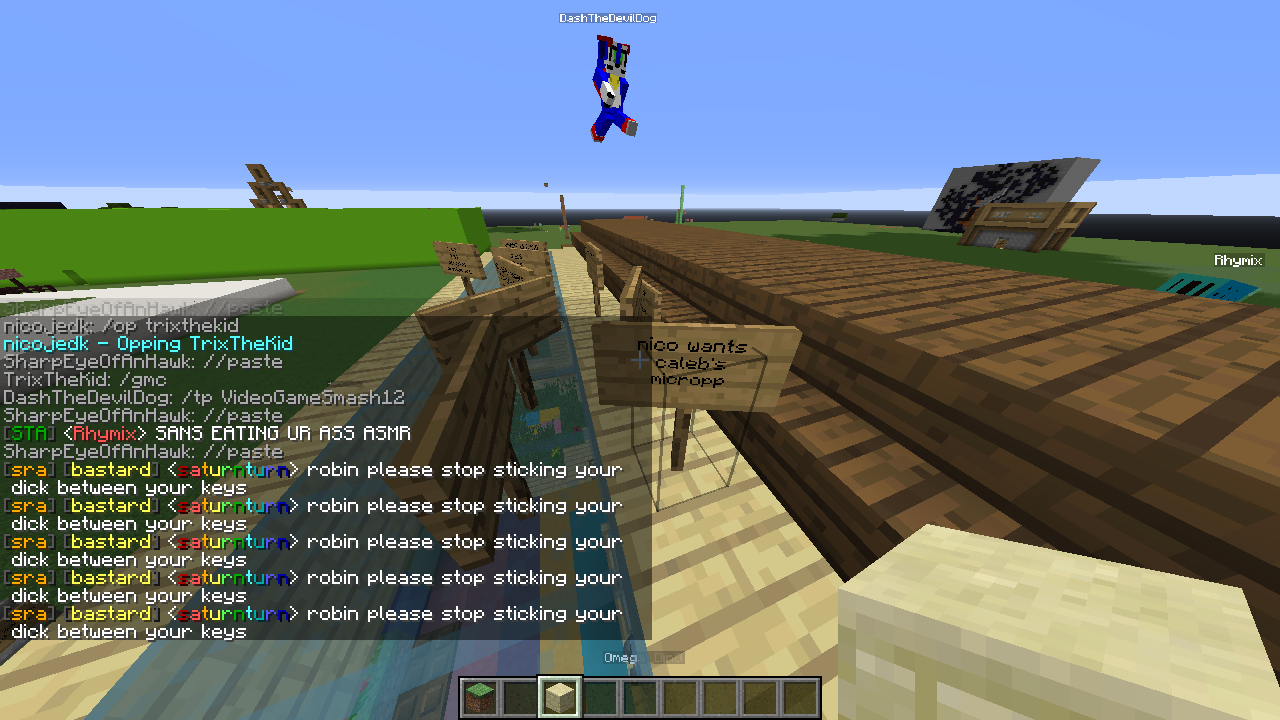 DashTheDevilDog
Rhymix
SharpEyeOfAnHawk: //paste
nico.jedk: /op trixthekid
nicojedk - Opping TrixTheKid
SharpEyeOfAnHawk: //paste
TrixTheKid: /gmc
DashTheDevilDog: /tp VideoGameSmash12
SharpEyeOfAnHawk: //paste
[STA] <Rhymix> SANS EATING UR ASS ASMR
SharpEyeOfAnHawk: //paste
[sra] [bastard] <saturnturn> robin please stop sticking your
dick between your keys
[sra] [bastard] <saturnturn> robin please stop sticking your
dick between your keys
[sra] [bastard] <saturnturn> robin please stop sticking your
dick between your keys
[sra] [bastard] <saturnturn> robin please stop sticking your
dick between your keys
[sra] [bastard] <saturnturn> robin please stop sticking your
dick between your keys
nico wants
caleb's
micropp